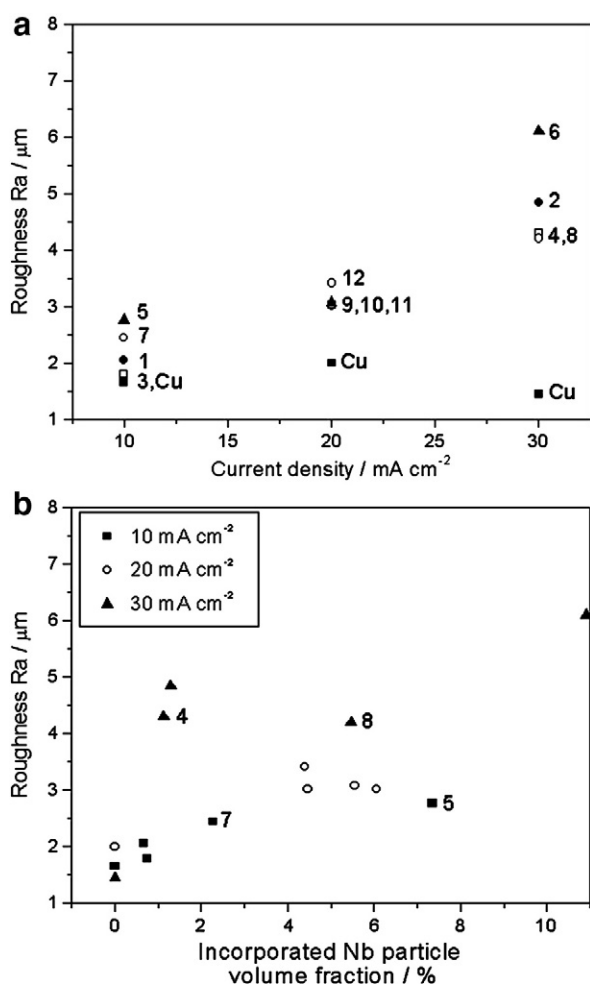 a
8
7
6
5
4
3
2
1
Roughness Ra / μm
6
2
4,8
12
9,10,11
5
7
1
3,Cu
Cu
Cu
10 15 20 25 30
Current density / mA cm⁻²
b
8
7
6
5
4
3
2
1
Roughness Ra / μm
10 mA cm⁻²
20 mA cm⁻²
30 mA cm⁻²
4
8
5
7
0 2 4 6 8 10
Incorporated Nb particle
volume fraction / %